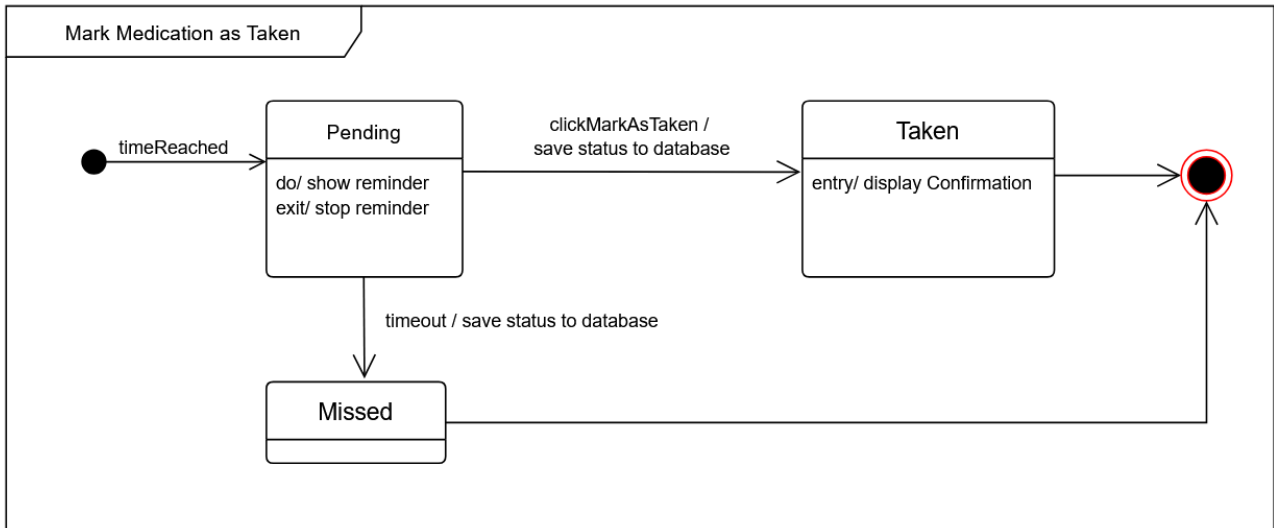 Mark Medication as Taken
timeReached
Pending
do/ show reminder
exit/ stop reminder
clickMarkAsTaken /
save status to database
Taken
entry/ display Confirmation
timeout / save status to database
Missed